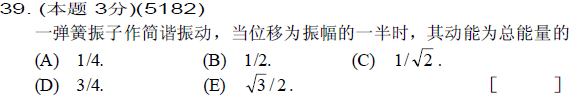 39. (本题 3分)(5182)
一弹簧振子作简谐振动，当位移为振幅的一半时，其动能为总能量的
(A) 1/4. (B) 1/2. (C) 1/√2 .
(D) 3/4. (E) √3 / 2 . [ ]